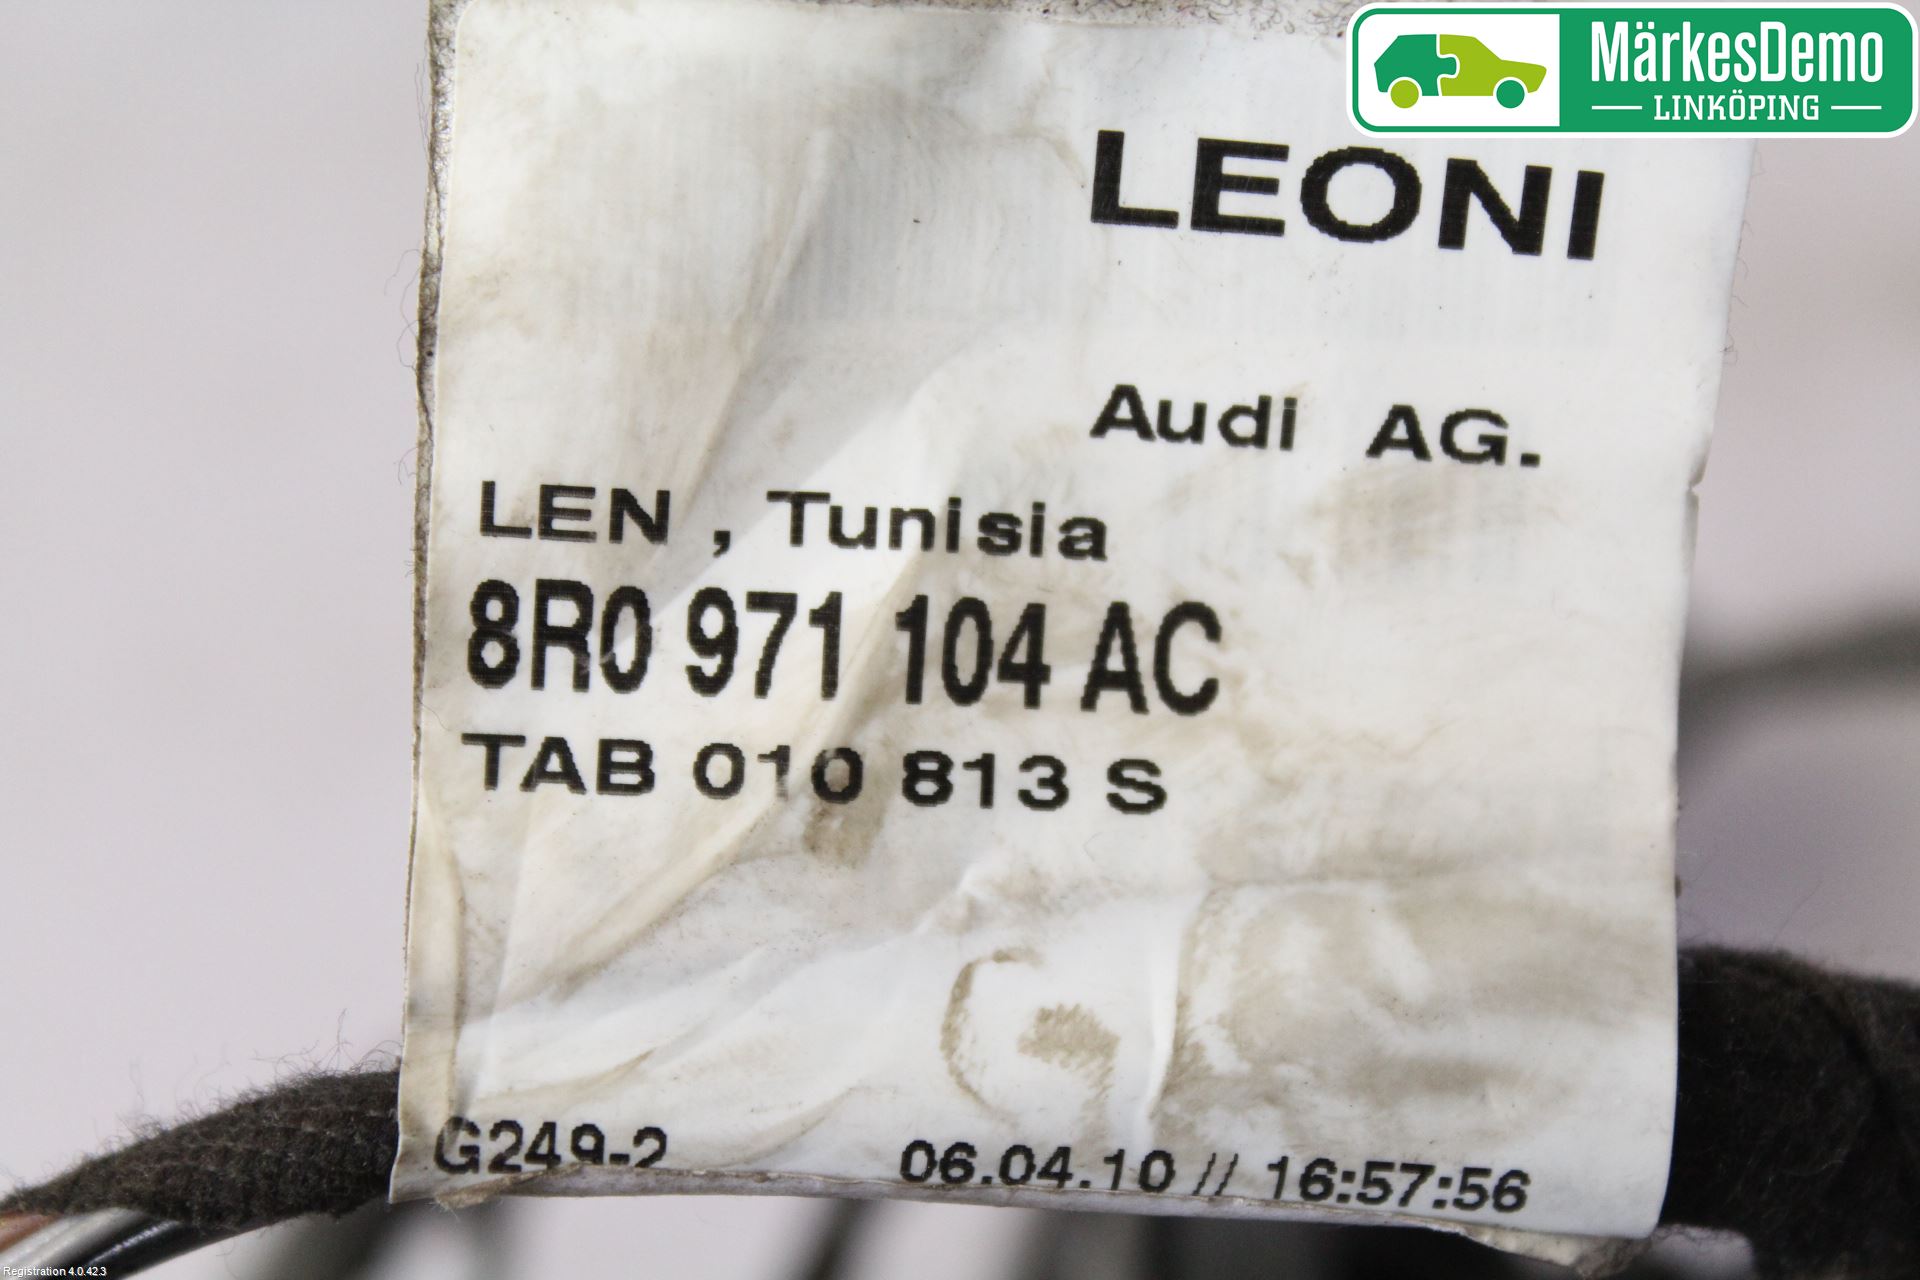 MärkesDemo
LINKÖPING
LEONI
Audi AG.
LEN , Tunisia
8R0 971 104 AC
TAB 010 813 S
G249-2
06.04.10 // 16:57:56
Registration 4.0.42.3